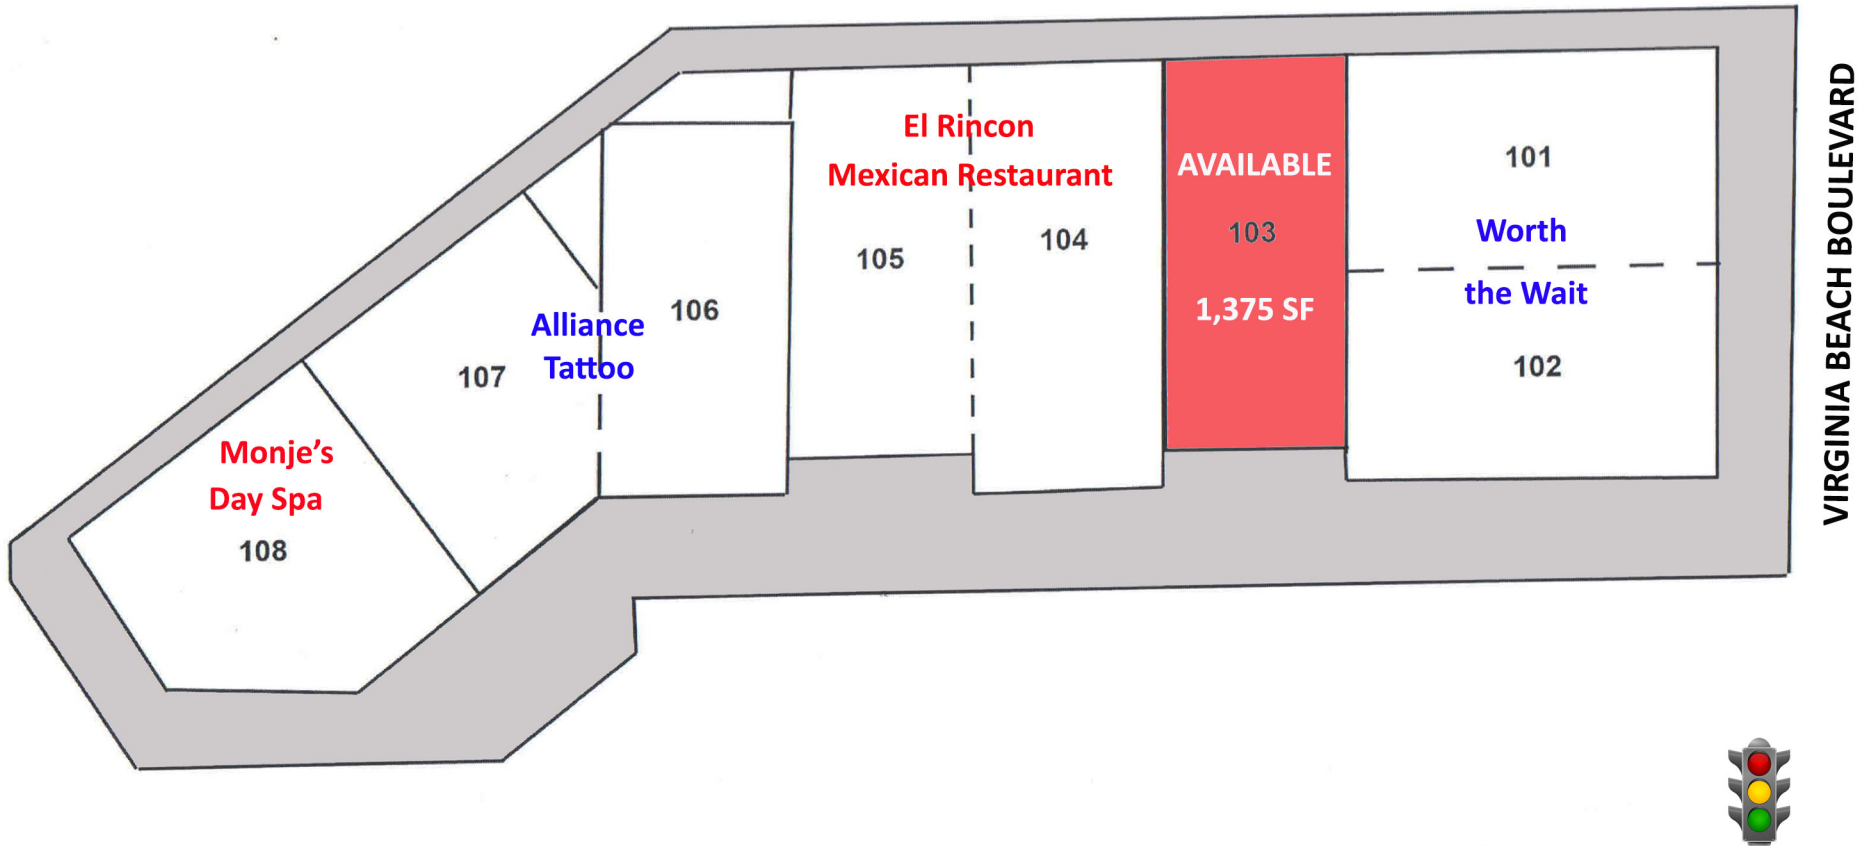 El Rincon
Mexican Restaurant
105
104
AVAILABLE
103
1,375 SF
101
Worth
the Wait
102
VIRGINIA BEACH BOULEVARD
106
Alliance
Tattoo
107
Monje’s
Day Spa
108